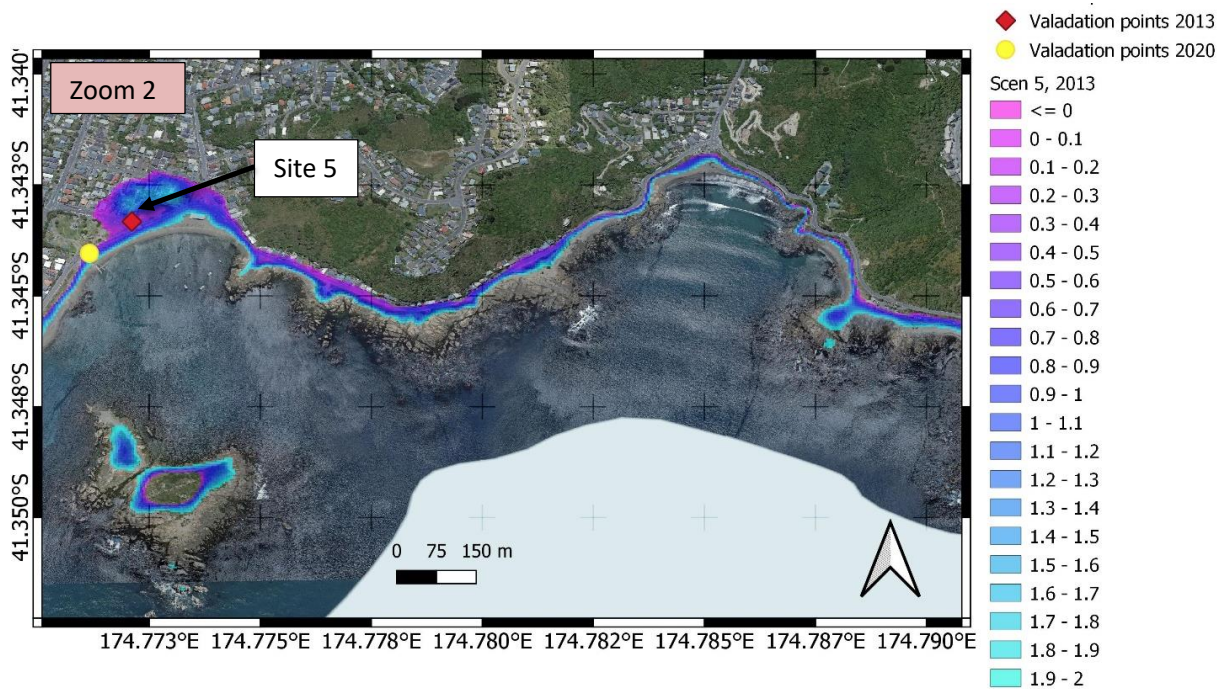 Valadation points 2013
Valadation points 2020
Scen 5, 2013
<= 0
0 - 0.1
0.1 - 0.2
0.2 - 0.3
0.3 - 0.4
0.4 - 0.5
0.5 - 0.6
0.6 - 0.7
0.7 - 0.8
0.8 - 0.9
0.9 - 1
1 - 1.1
1.1 - 1.2
1.2 - 1.3
1.3 - 1.4
1.4 - 1.5
1.5 - 1.6
1.6 - 1.7
1.7 - 1.8
1.8 - 1.9
1.9 - 2
Zoom 2
Site 5
41.340°
41.343°S
41.345°S
41.348°S
41.350°S
0 75 150 m
174.773°E 174.775°E 174.778°E 174.780°E 174.782°E 174.785°E 174.787°E 174.790°E